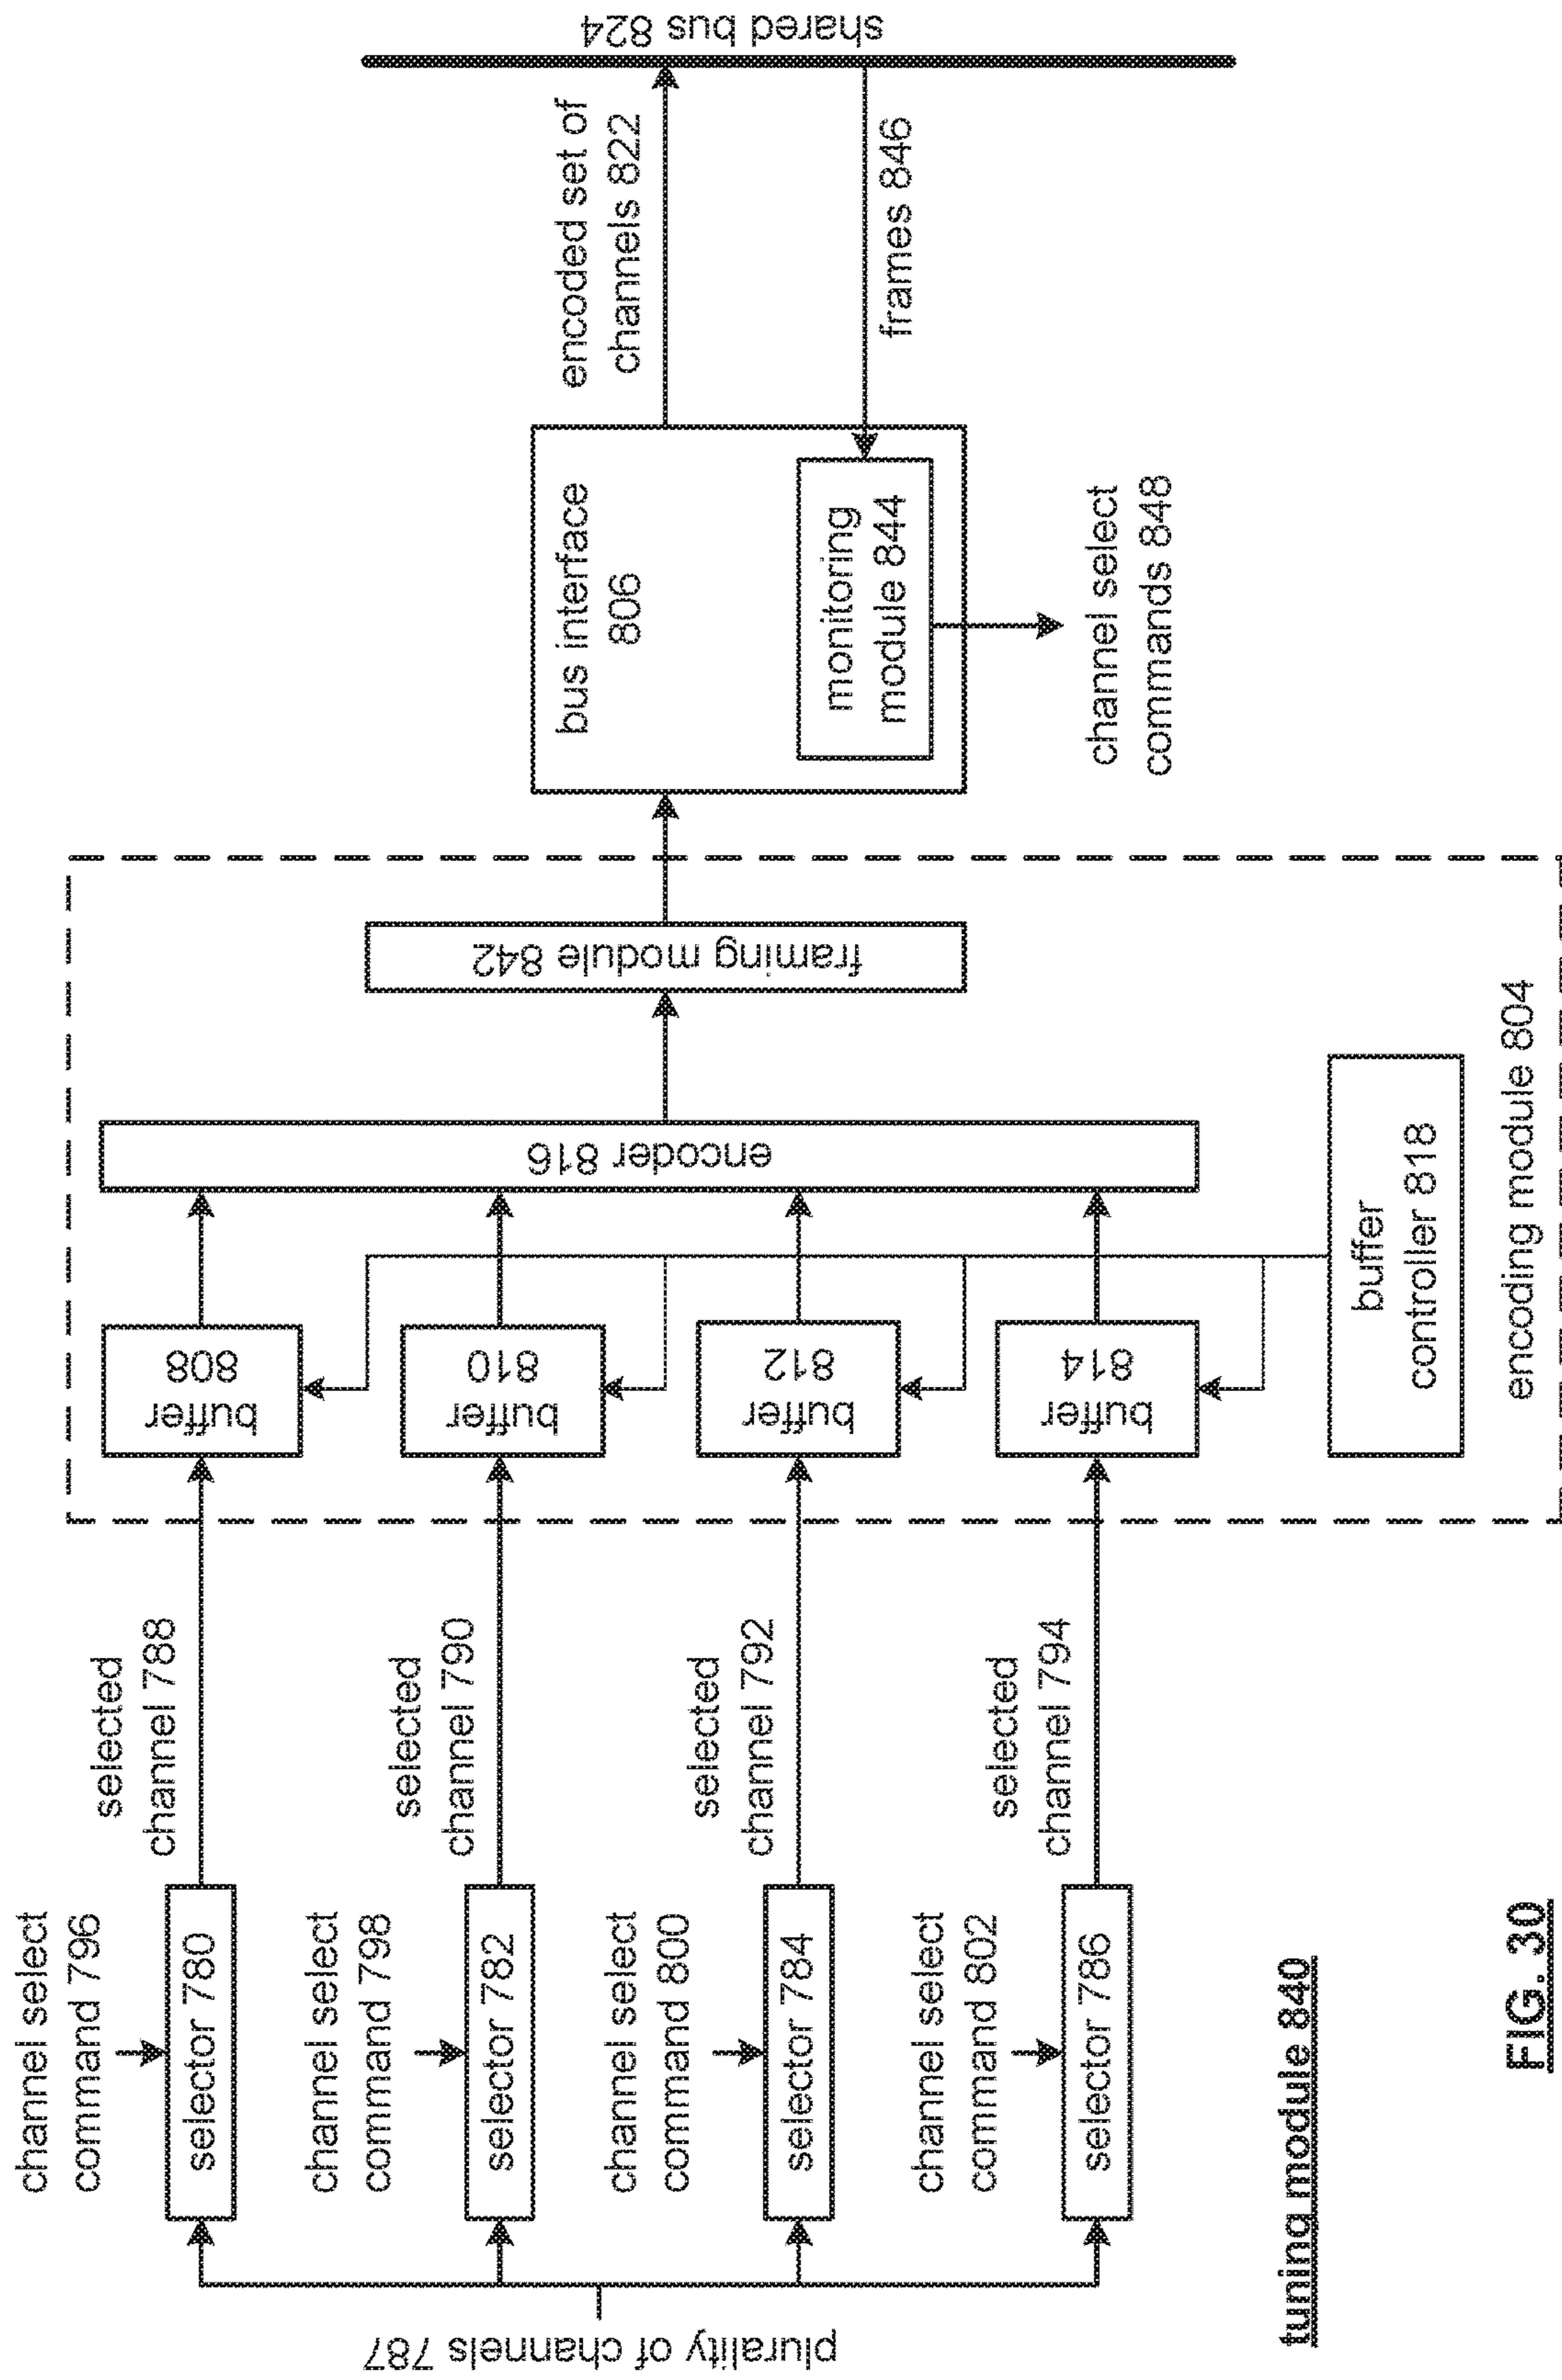 plurality of channels 787
channel select
command 796
selector 780
channel select
command 798
selector 782
channel select
command 800
selector 784
channel select
command 802
selector 786
selected
channel 788
selected
channel 790
selected
channel 792
selected
channel 794
buffer
808
buffer
810
buffer
812
buffer
814
encoder 816
framing module 842
buffer
controller 818
encoding module 804
bus interface
806
monitoring
module 844
channel select
commands 848
encoded set of
channels 822
frames 846
shared bus 824
tuning module 840
FIG. 30